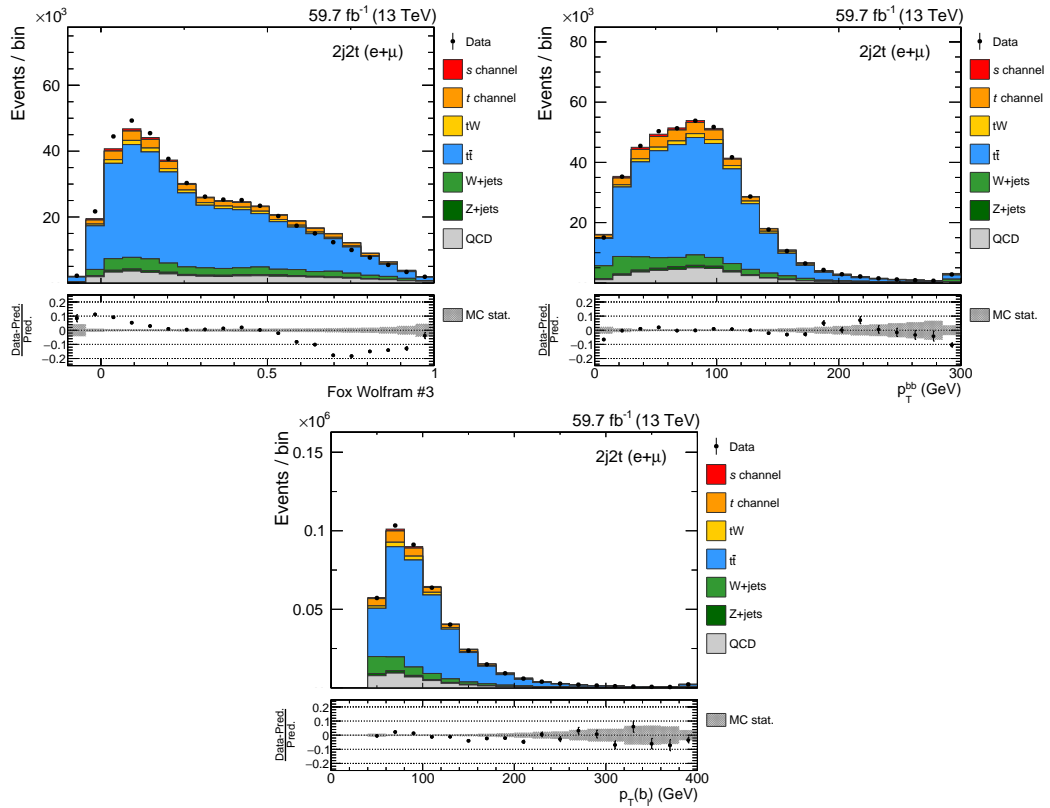 ×10³
59.7 fb⁻¹ (13 TeV)
Events / bin
2j2t (e+μ)
60
40
20
Data
s channel
t channel
tW
tt̄
W+jets
Z+jets
QCD
Data-Pred.
Pred.
0.2
0.1
0
−0.1
−0.2
MC stat.
0
0.5
1
Fox Wolfram #3
×10³
59.7 fb⁻¹ (13 TeV)
Events / bin
2j2t (e+μ)
80
60
40
20
Data
s channel
t channel
tW
tt̄
W+jets
Z+jets
QCD
Data-Pred.
Pred.
0.2
0.1
0
−0.1
−0.2
MC stat.
0
100
200
300
p_T^bb (GeV)
×10⁶
59.7 fb⁻¹ (13 TeV)
Events / bin
2j2t (e+μ)
0.15
0.1
0.05
Data
s channel
t channel
tW
tt̄
W+jets
Z+jets
QCD
Data-Pred.
Pred.
0.2
0.1
0
−0.1
−0.2
MC stat.
0
100
200
300
400